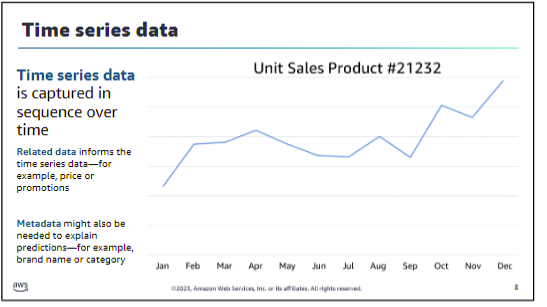 Time series data
Time series data
is captured in
sequence over
time
Related data informs the
time series data—for
example, price or
promotions
Metadata might also be
needed to explain
predictions—for example,
brand name or category
Unit Sales Product #21232
Jan Feb Mar Apr May Jun Jul Aug Sep Oct Nov Dec
aws
©2023, Amazon Web Services, Inc. or its affiliates. All rights reserved.
8